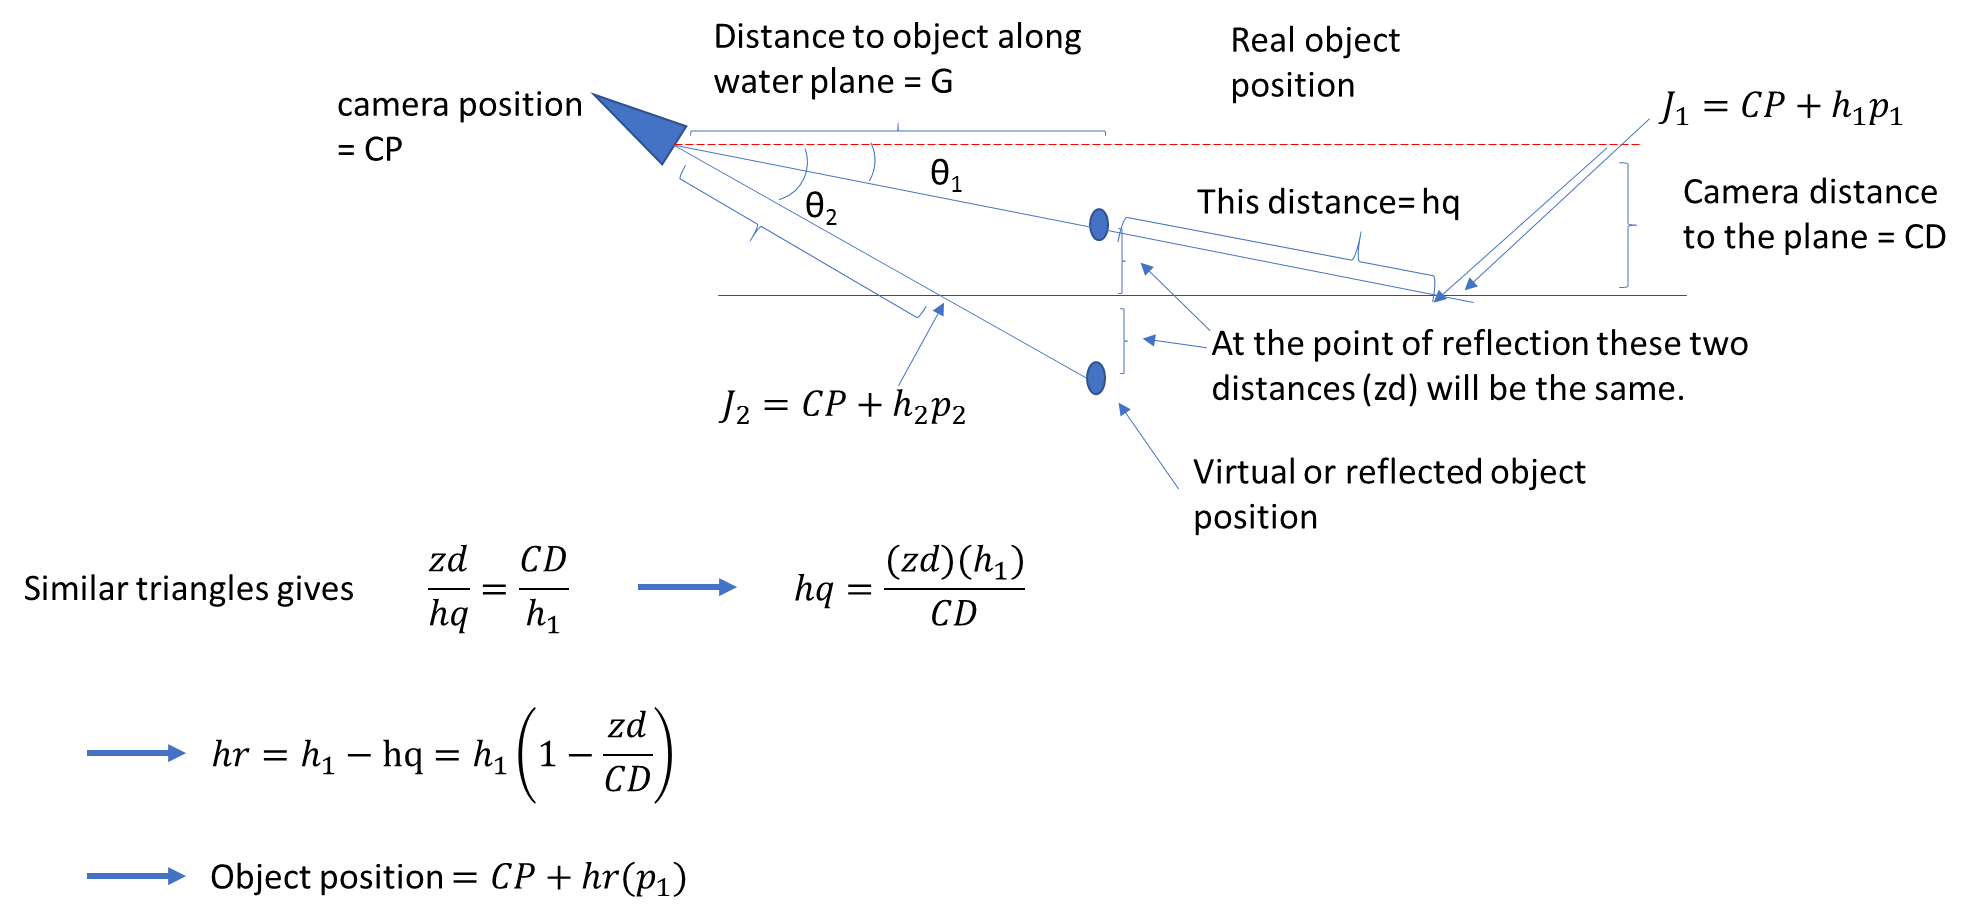 Distance to object along
water plane = G
Real object
position
camera position
= CP
J₁ = CP + h₁p₁
θ₁
θ₂
This distance= hq
Camera distance
to the plane = CD
At the point of reflection these two
distances (zd) will be the same.
J₂ = CP + h₂p₂
Virtual or reflected object
position
Similar triangles gives zd/hq = CD/h₁ hq = (zd)(h₁)/CD
hr = h₁ − hq = h₁(1 − zd/CD)
Object position = CP + hr(p₁)